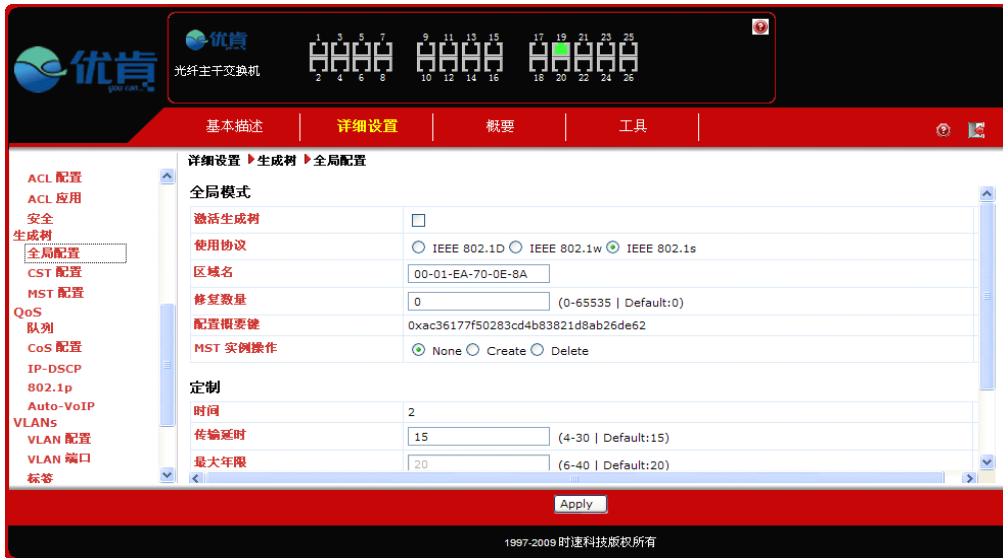 优肯
you can...
优肯
光纤主干交换机
1 3 5 7 9 11 13 15 17 19 21 23 25
2 4 6 8 10 12 14 16 18 20 22 24 26
基本描述 详细设置 概要 工具
详细设置 生成树 全局配置
ACL 配置
ACL 应用
安全
生成树
全局配置
CST 配置
MST 配置
QoS
队列
CoS 配置
IP-DSCP
802.1p
Auto-VoIP
VLANs
VLAN 配置
VLAN 端口
标签
全局模式
激活生成树
使用协议 IEEE 802.1D IEEE 802.1w IEEE 802.1s
区域名 00-01-EA-70-0E-8A
修复数量 0 (0-65535 | Default:0)
配置概要键 0xac36177f50283cd4b83821d8ab26de62
MST 实例操作 None Create Delete
定制
时间 2
传输延时 15 (4-30 | Default:15)
最大年限 20 (6-40 | Default:20)
Apply
1997-2009 时速科技版权所有